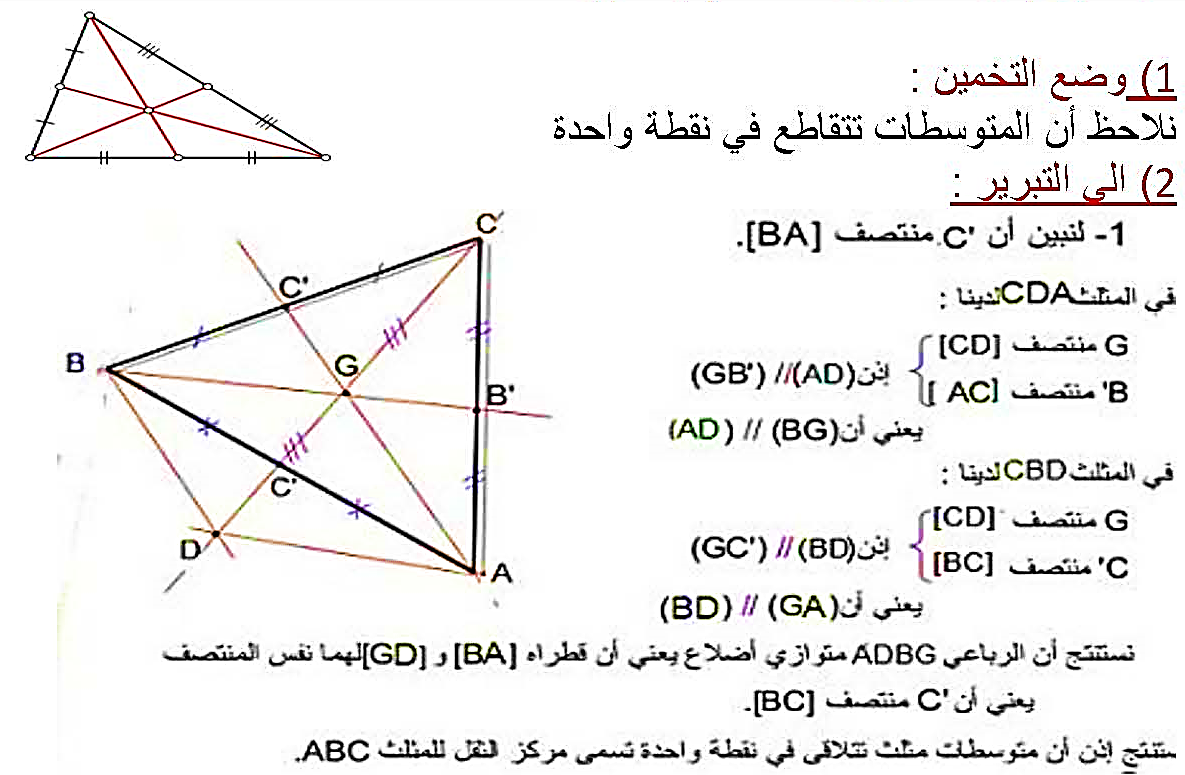 1) وضع التخمين :
نلاحظ أن المتوسطات تتقاطع في نقطة واحدة
2) الى التبرير :
1- لنبين أن C' منتصف [BA].
في المثلث CDA لدينا :
G منتصف [CD]
B' منتصف [AC]
إذن (AD) // (GB')
يعني أن (BG) // (AD)
في المثلث CBD لدينا :
G منتصف [CD]
C' منتصف [BC]
إذن (BD) // (GC')
يعني أن (GA) // (BD)
نستنتج أن الرباعي ADBG متوازي أضلاع يعني أن قطراه [BA] و [GD] لهما نفس المنتصف
يعني أن C' منتصف [BC].
ستنتج إذن أن متوسطات مثلث تتلاقى في نقطة واحدة تسمى مركز الثقل للمثلث ABC.
C
C'
B
G
B'
C'
D
A